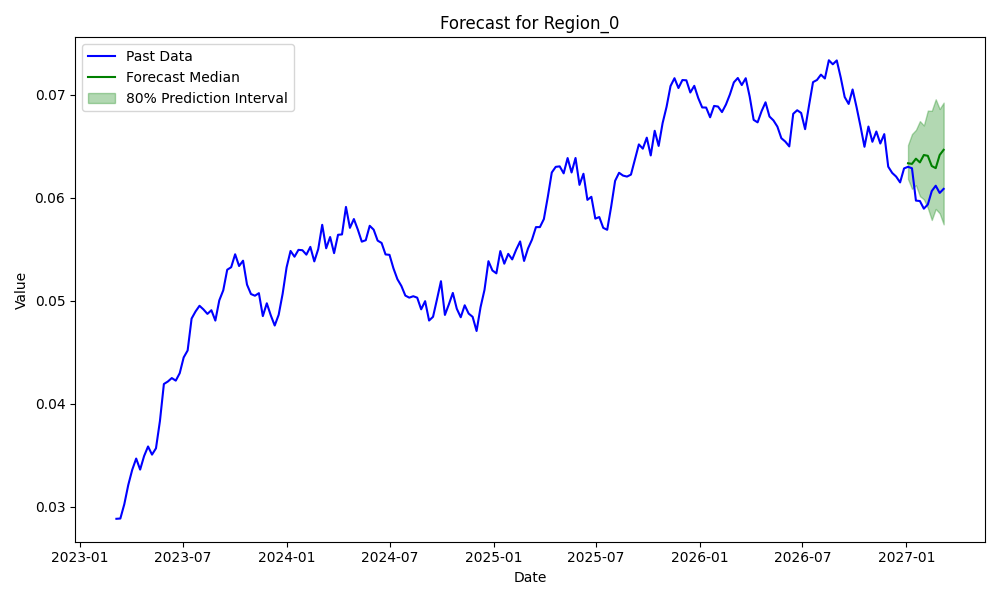 Forecast for Region_0
Past Data
Forecast Median
80% Prediction Interval
Value
0.07
0.06
0.05
0.04
0.03
2023-01
2023-07
2024-01
2024-07
2025-01
2025-07
2026-01
2026-07
2027-01
Date